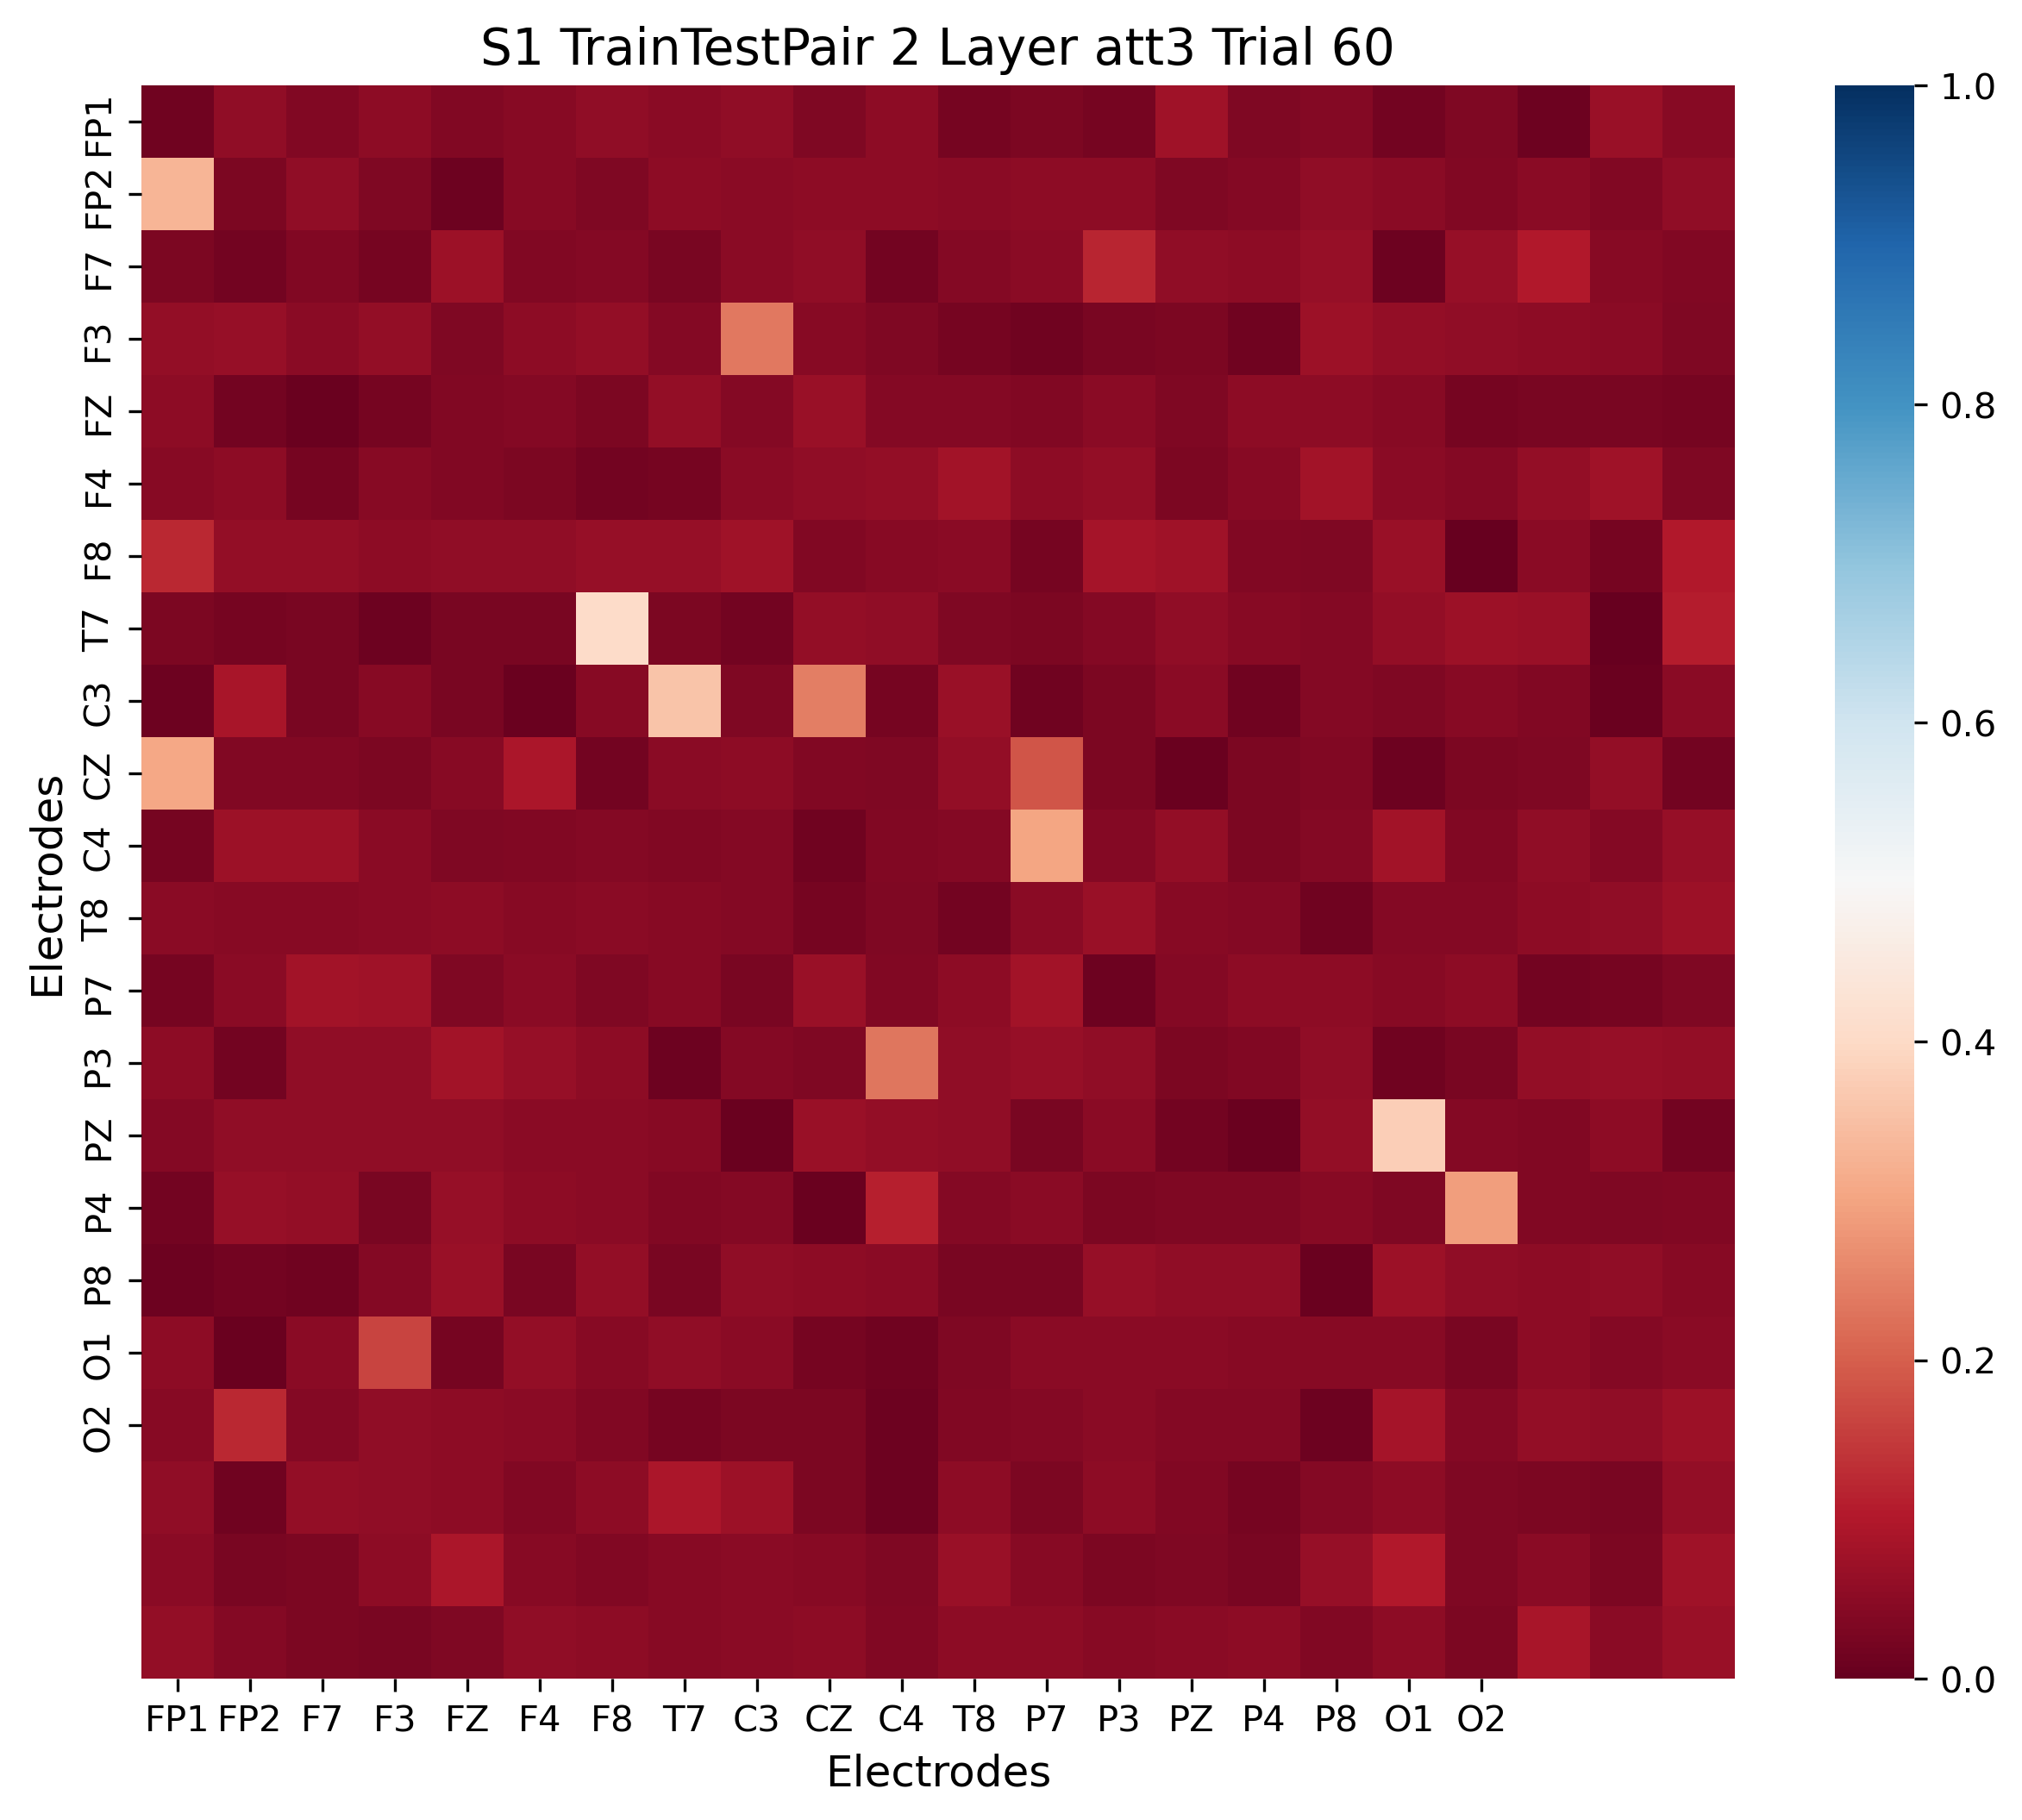 S1 TrainTestPair 2 Layer att3 Trial 60
Electrodes
FP1
FP2
F7
F3
FZ
F4
F8
T7
C3
CZ
C4
T8
P7
P3
PZ
P4
P8
O1
O2
FP1 FP2 F7 F3 FZ F4 F8 T7 C3 CZ C4 T8 P7 P3 PZ P4 P8 O1 O2
Electrodes
1.0
0.8
0.6
0.4
0.2
0.0